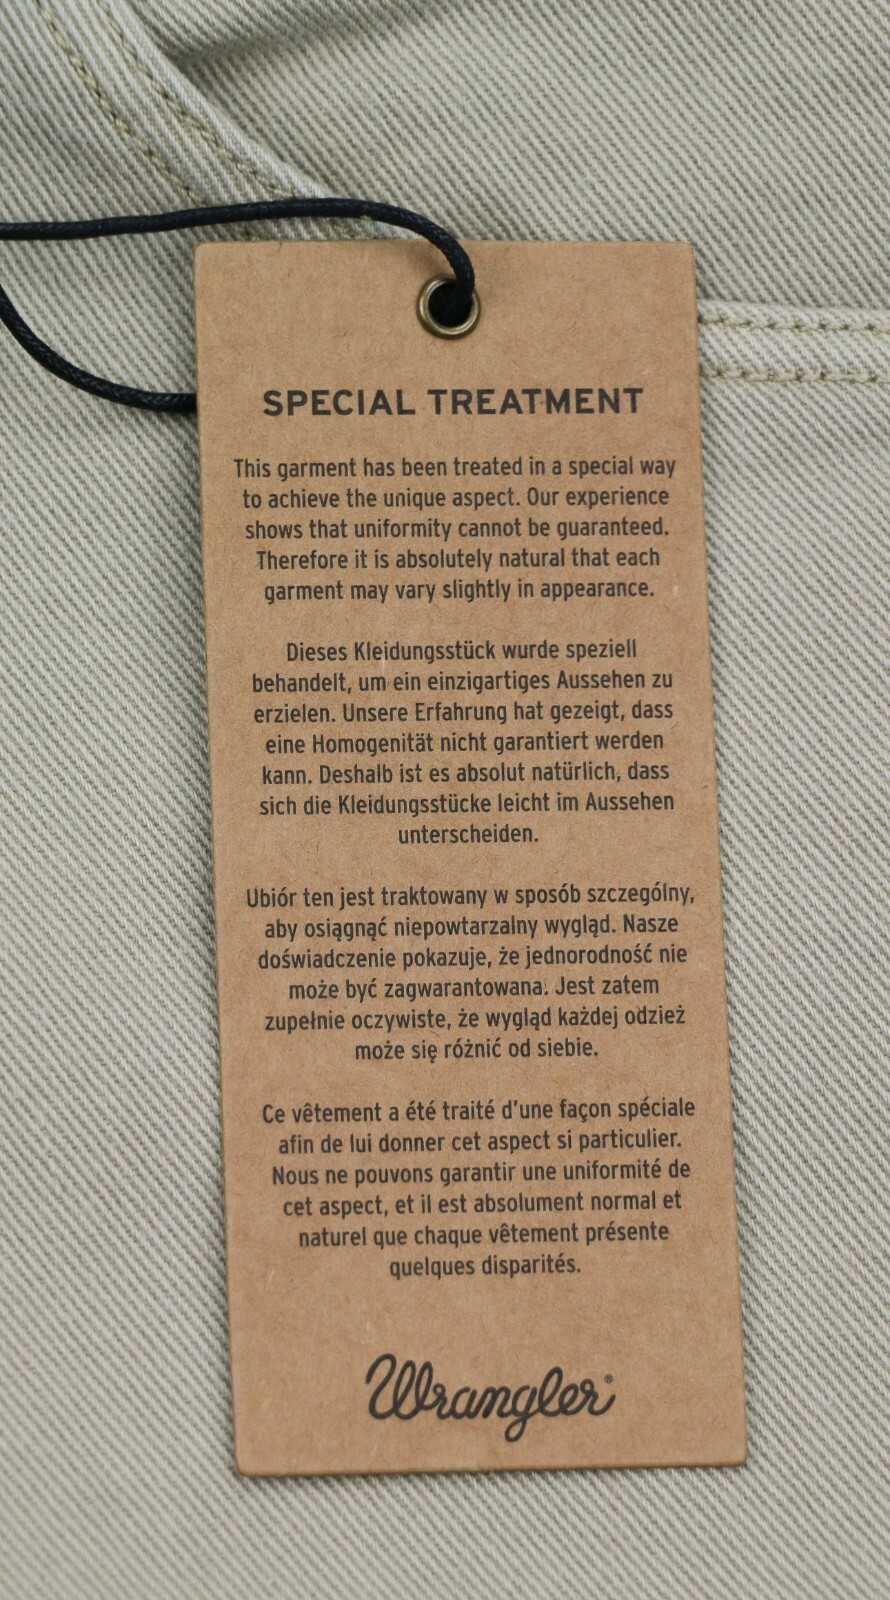 SPECIAL TREATMENT
This garment has been treated in a special way
to achieve the unique aspect. Our experience
shows that uniformity cannot be guaranteed.
Therefore it is absolutely natural that each
garment may vary slightly in appearance.
Dieses Kleidungsstück wurde speziell
behandelt, um ein einzigartiges Aussehen zu
erzielen. Unsere Erfahrung hat gezeigt, dass
eine Homogenität nicht garantiert werden
kann. Deshalb ist es absolut natürlich, dass
sich die Kleidungsstücke leicht im Aussehen
unterscheiden.
Ubiór ten jest traktowany w sposób szczególny,
aby osiągnąć niepowtarzalny wygląd. Nasze
doświadczenie pokazuje, że jednorodność nie
może być zagwarantowana. Jest zatem
zupełnie oczywiste, że wygląd każdej odzież
może się różnić od siebie.
Ce vêtement a été traité d'une façon spéciale
afin de lui donner cet aspect si particulier.
Nous ne pouvons garantir une uniformité de
cet aspect, et il est absolument normal et
naturel que chaque vêtement présente
quelques disparités.
Wrangler®